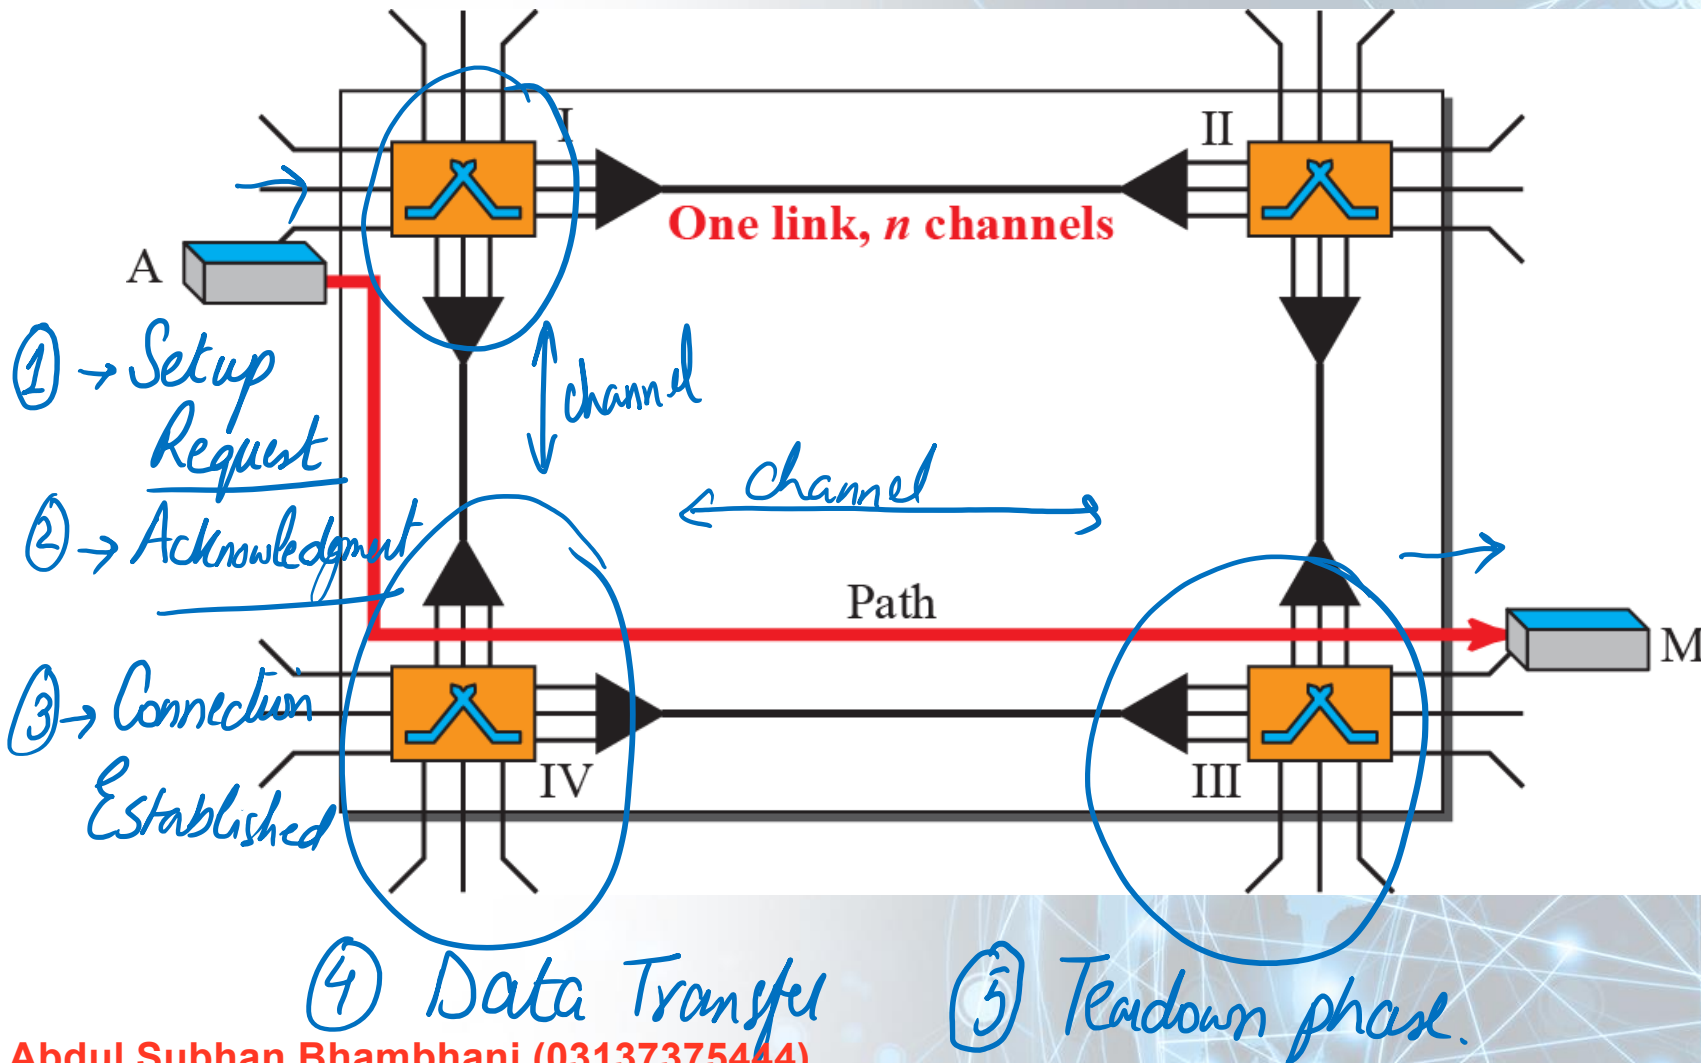 I
II
One link, n channels
A
① → Setup
Request
channel
② → Acknowledgment
channel
Path
M
③ → Connection
Established
IV
III
④ Data Transfer
⑤ Teardown phase.
Abdul Subhan Bhambhani (03137375444)